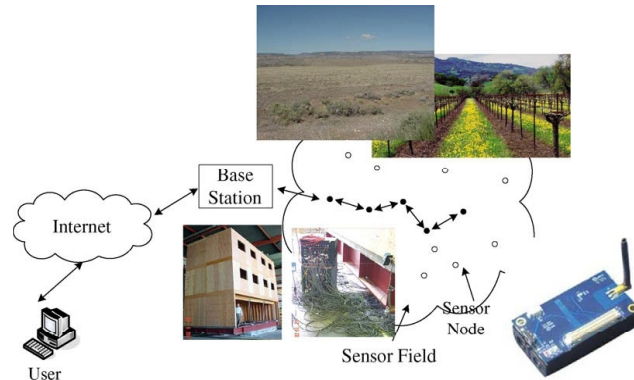 Base
Station
Internet
Sensor
Node
Sensor Field
User